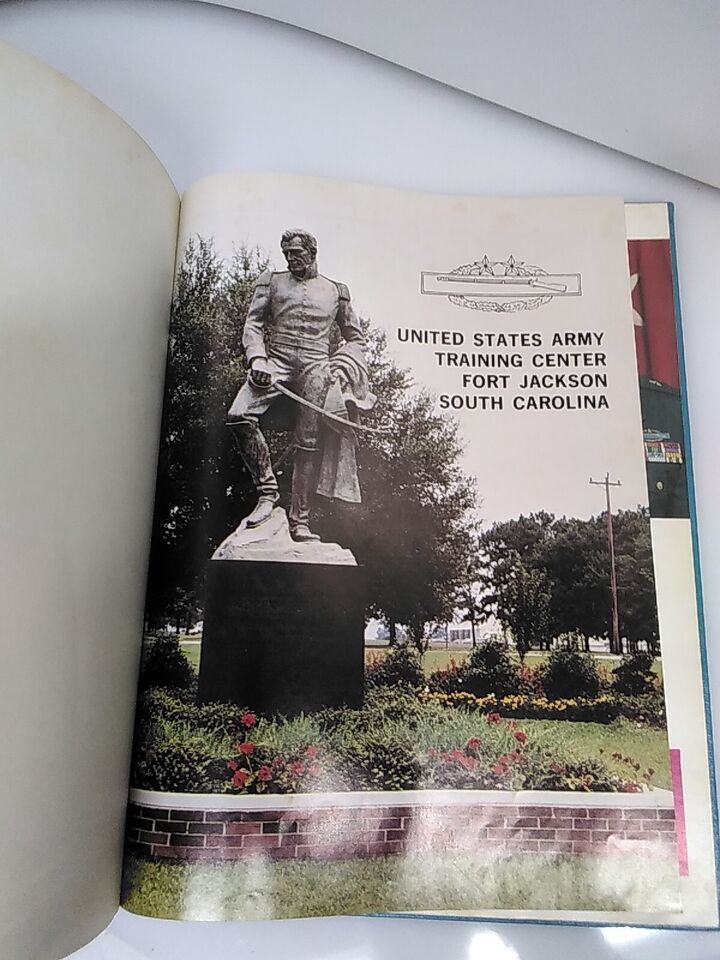 UNITED STATES ARMY
TRAINING CENTER
FORT JACKSON
SOUTH CAROLINA